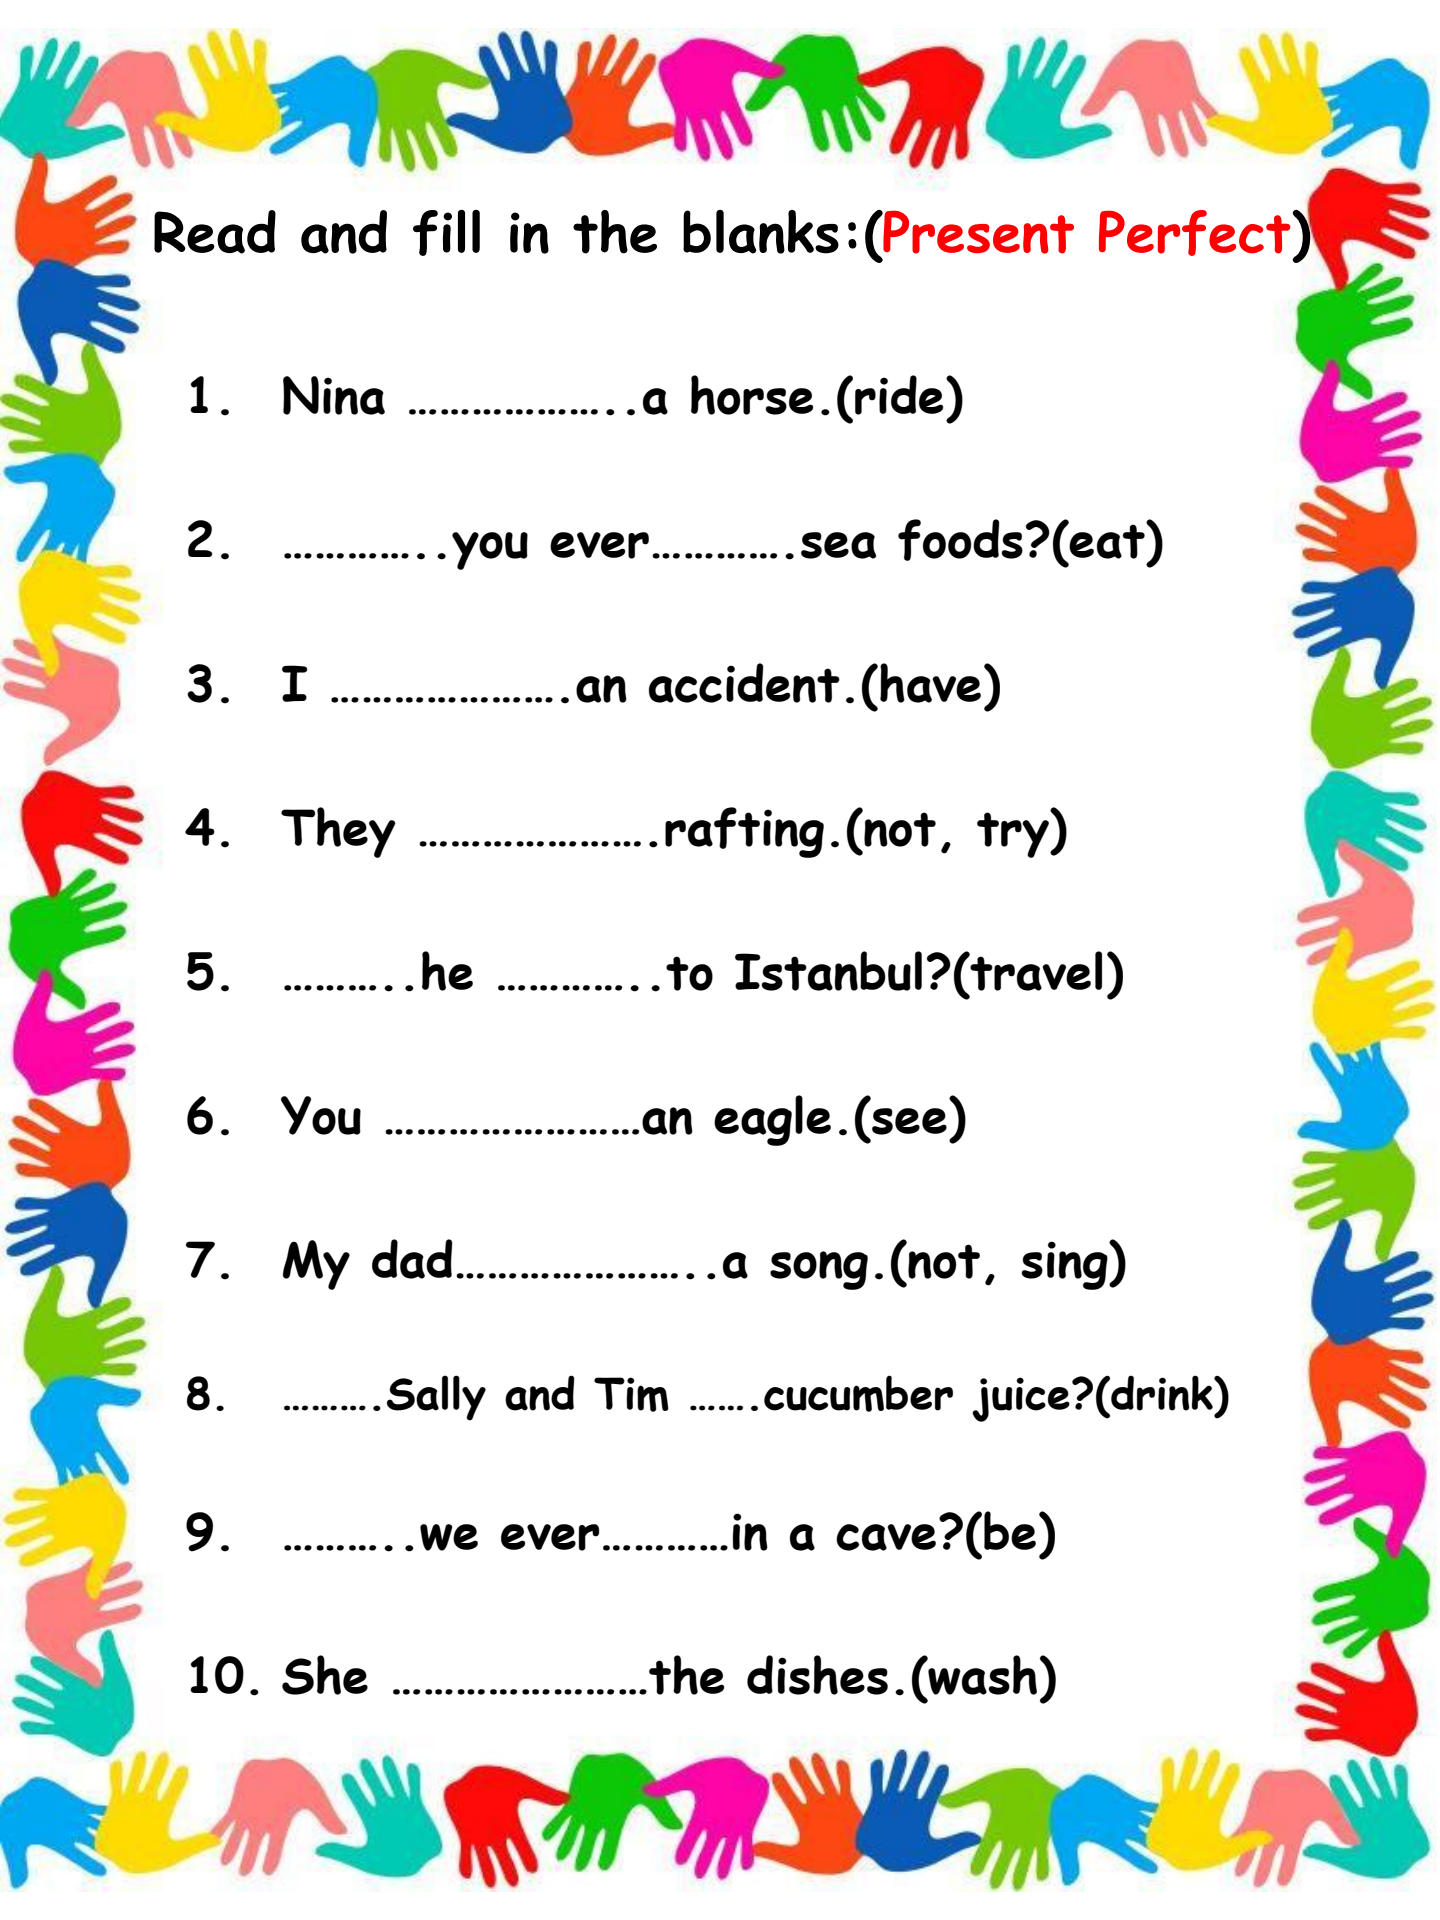 Read and fill in the blanks:(Present Perfect)
1. Nina ………………..a horse.(ride)
2. …………..you ever………….sea foods?(eat)
3. I ………………….an accident.(have)
4. They ………………….rafting.(not, try)
5. ………..he …………..to Istanbul?(travel)
6. You ……………………an eagle.(see)
7. My dad…………………..a song.(not, sing)
8. ……….Sally and Tim …….cucumber juice?(drink)
9. ………..we ever…………in a cave?(be)
10. She ……………………the dishes.(wash)